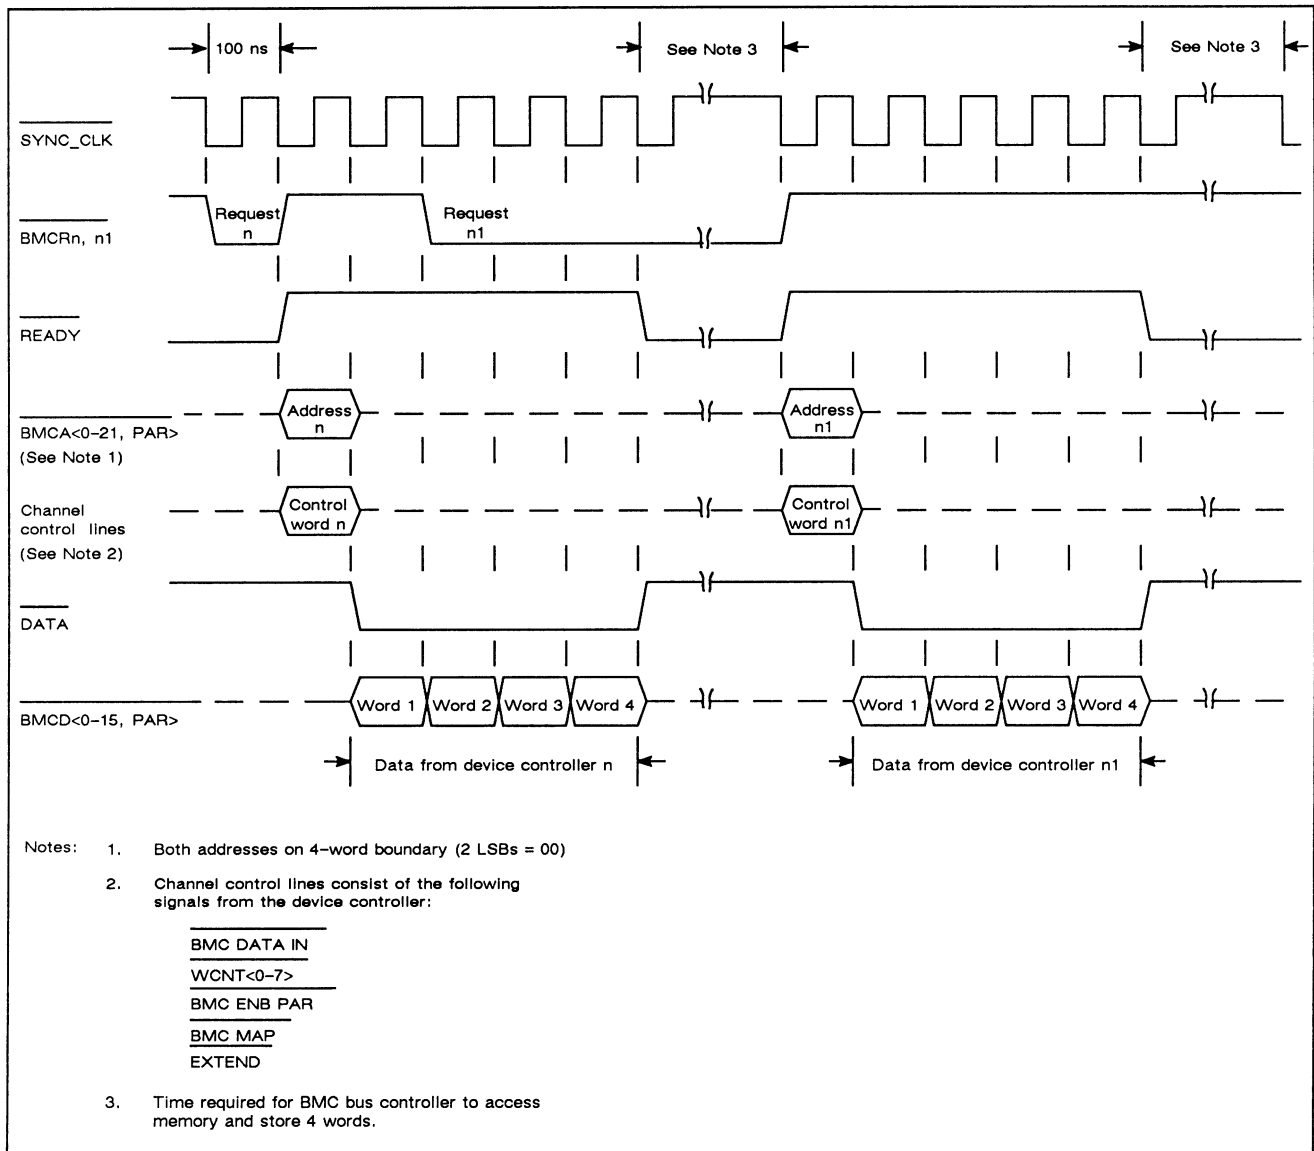 100 ns
See Note 3
See Note 3
SYNC_CLK
Request
n
Request
n1
BMCRn, n1
READY
Address
n
Address
n1
BMCA<0-21, PAR>
(See Note 1)
Control
word n
Control
word n1
Channel
control lines
(See Note 2)
DATA
Word 1 Word 2 Word 3 Word 4
Word 1 Word 2 Word 3 Word 4
BMCD<0-15, PAR>
Data from device controller n
Data from device controller n1
Notes: 1. Both addresses on 4-word boundary (2 LSBs = 00)
2. Channel control lines consist of the following
signals from the device controller:
BMC DATA IN
WCNT<0-7>
BMC ENB PAR
BMC MAP
EXTEND
3. Time required for BMC bus controller to access
memory and store 4 words.